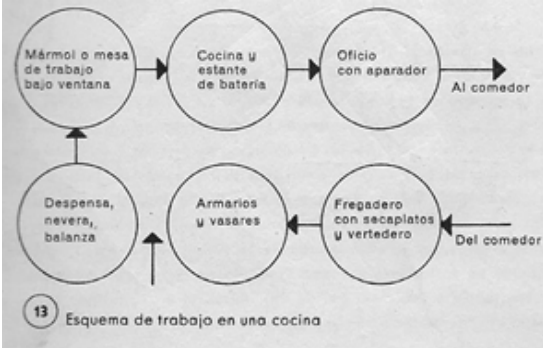 Mármol o mesa
de trabajo
bajo ventana
Cocina y
estante
de batería
Oficio
con aparador
Al comedor
Despensa,
nevera,
balanza
Armarios
y vasares
Fregadero
con secaplatos
y vertedero
Del comedor
13 Esquema de trabajo en una cocina